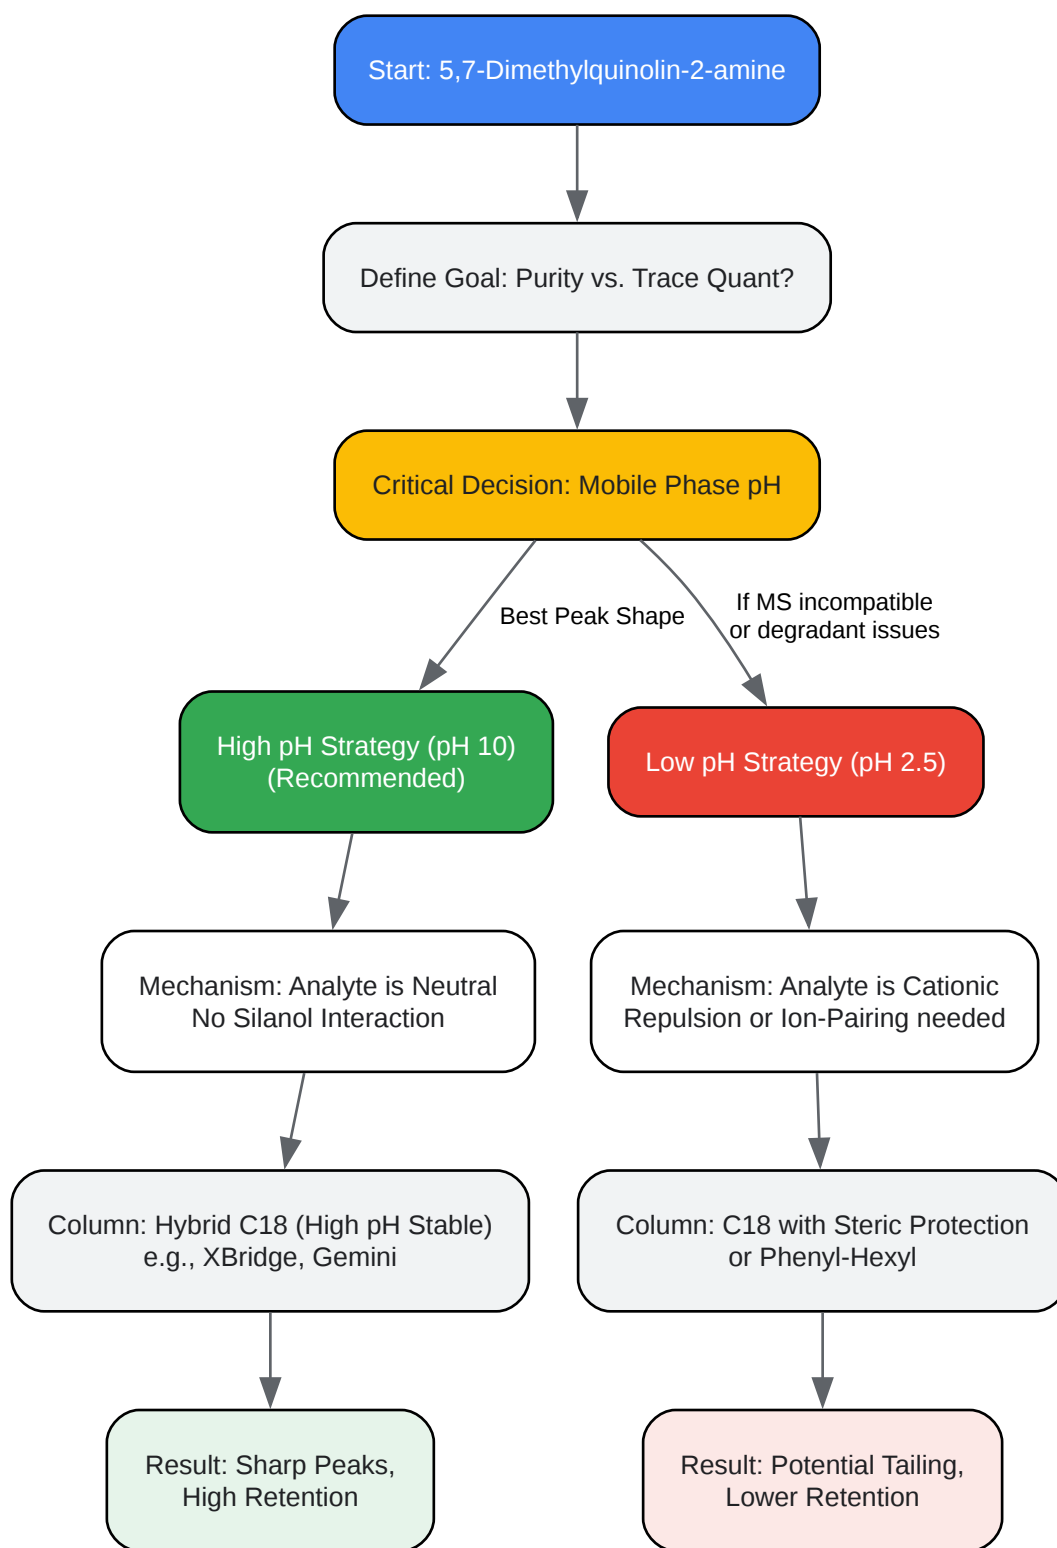 Start: 5,7-Dimethylquinolin-2-amine
Define Goal: Purity vs. Trace Quant?
Critical Decision: Mobile Phase pH
Best Peak Shape
If MS incompatible
or degradant issues
High pH Strategy (pH 10)
(Recommended)
Low pH Strategy (pH 2.5)
Mechanism: Analyte is Neutral
No Silanol Interaction
Mechanism: Analyte is Cationic
Repulsion or Ion-Pairing needed
Column: Hybrid C18 (High pH Stable)
e.g., XBridge, Gemini
Column: C18 with Steric Protection
or Phenyl-Hexyl
Result: Sharp Peaks,
High Retention
Result: Potential Tailing,
Lower Retention